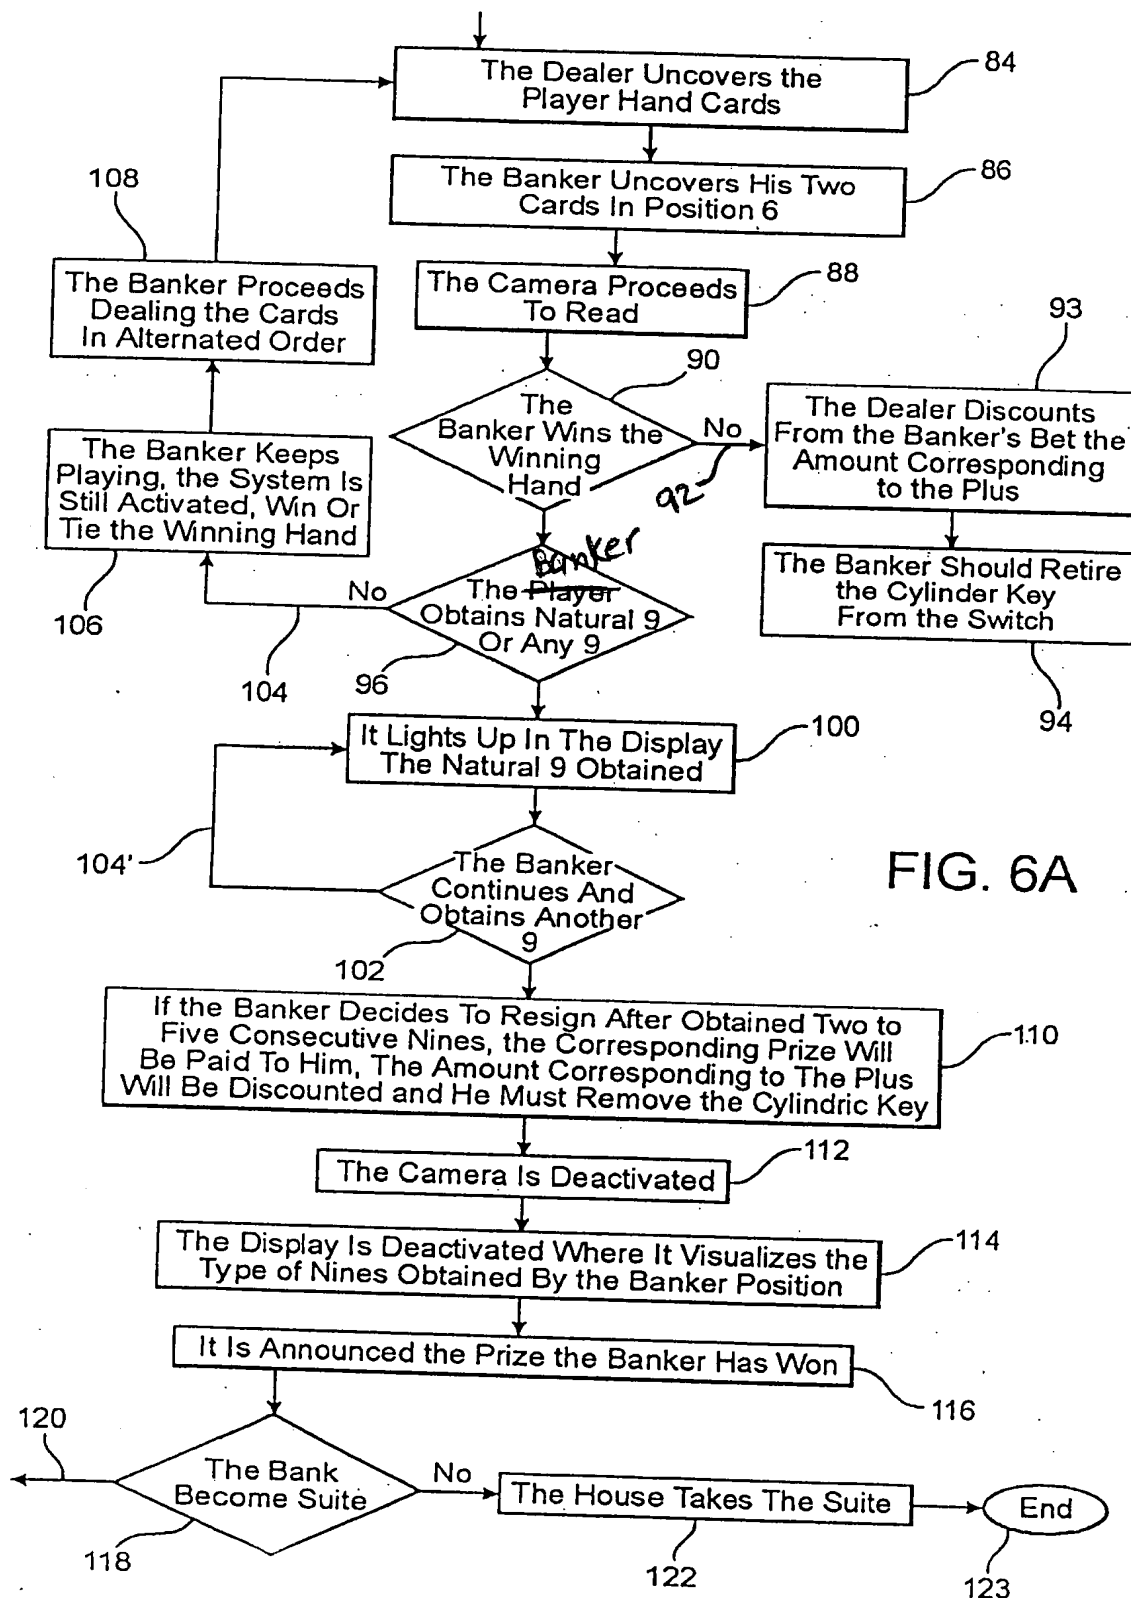 The Dealer Uncovers the
Player Hand Cards
84
The Banker Uncovers His Two
Cards In Position 6
86
108
The Banker Proceeds
Dealing the Cards
In Alternated Order
The Camera Proceeds
To Read
88
93
90
The
Banker Wins the
Winning
Hand
No
92
The Dealer Discounts
From the Banker's Bet the
Amount Corresponding
to the Plus
The Banker Keeps
Playing, the System Is
Still Activated, Win Or
Tie the Winning Hand
106
No
104
Banker
The Player
Obtains Natural 9
Or Any 9
96
The Banker Should Retire
the Cylinder Key
From the Switch
94
It Lights Up In The Display
The Natural 9 Obtained
100
104'
The Banker
Continues And
Obtains Another
9
102
FIG. 6A
If the Banker Decides To Resign After Obtained Two to
Five Consecutive Nines, the Corresponding Prize Will
Be Paid To Him, The Amount Corresponding to The Plus
Will Be Discounted and He Must Remove the Cylindric Key
110
The Camera Is Deactivated
112
The Display Is Deactivated Where It Visualizes the
Type of Nines Obtained By the Banker Position
114
It Is Announced the Prize the Banker Has Won
116
120
The Bank
Become Suite
118
No
The House Takes The Suite
122
End
123